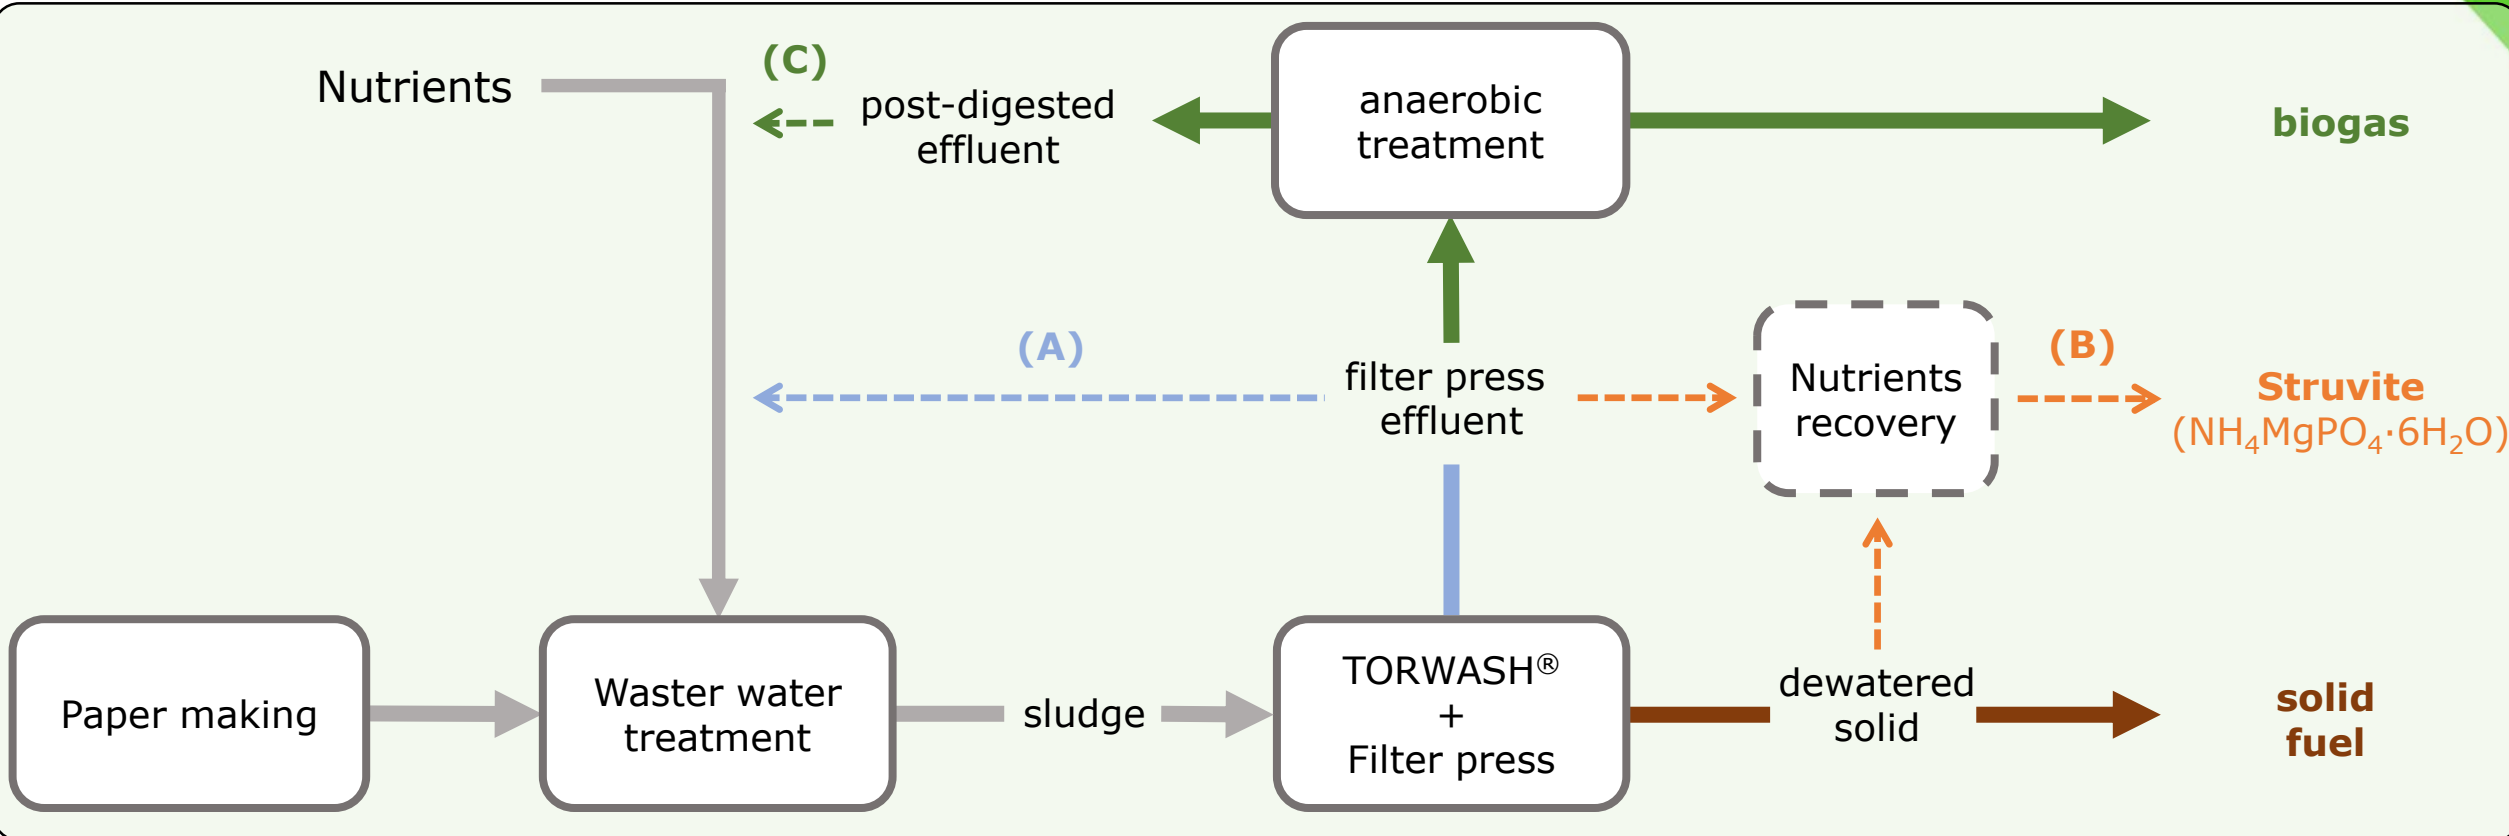 Nutrients
(C)
post-digested
effluent
anaerobic
treatment
biogas
(A)
filter press
effluent
Nutrients
recovery
(B)
Struvite
(NH₄MgPO₄·6H₂O)
Paper making
Waster water
treatment
sludge
TORWASH®
+
Filter press
dewatered
solid
solid
fuel